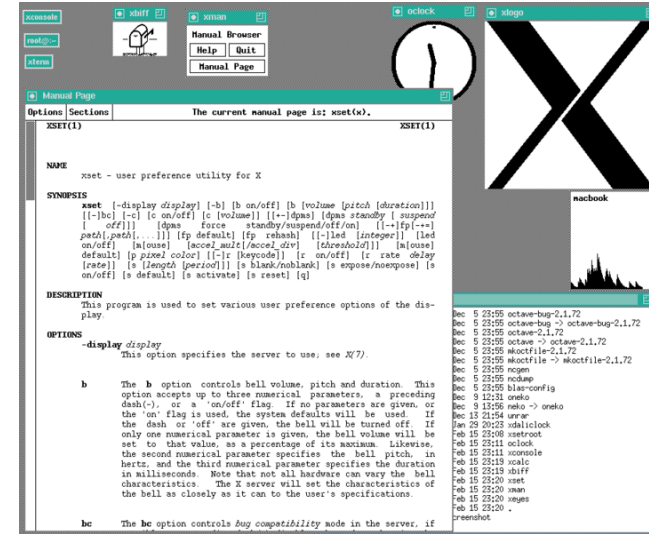 xconsole
root@:~
xterm
xbiff
xman
Manual Browser
Help Quit
Manual Page
oclock
xlogo
macbook
Manual Page
Options Sections The current manual page is: xset(x).
XSET(1) XSET(1)
NAME
xset - user preference utility for X
SYNOPSIS
xset [-display display] [-b] [b on/off] [b [volume [pitch [duration]]]
[[-]bc] [-c] [c on/off] [c [volume]] [[+-]dpms] [dpms standby [ suspend
[ off]]] [dpms force standby/suspend/off/on] [[-+]fp[-+=]
path[,path[,...]]] [fp default] [fp rehash] [[-]led [integer]] [led
on/off] [m[ouse] [accel_mult[/accel_div] [threshold]]] [m[ouse]
default] [p pixel color] [[-]r [keycode]] [r on/off] [r rate delay
[rate]] [s [length [period]]] [s blank/noblank] [s expose/noexpose] [s
on/off] [s default] [s activate] [s reset] [q]
DESCRIPTION
This program is used to set various user preference options of the dis-
play.
OPTIONS
-display display
This option specifies the server to use; see X(7).
b The b option controls bell volume, pitch and duration. This
option accepts up to three numerical parameters, a preceding
dash(-), or a 'on/off' flag. If no parameters are given, or
the 'on' flag is used, the system defaults will be used. If
the dash or 'off' are given, the bell will be turned off. If
only one numerical parameter is given, the bell volume will be
set to that value, as a percentage of its maximum. Likewise,
the second numerical parameter specifies the bell pitch, in
hertz, and the third numerical parameter specifies the duration
in milliseconds. Note that not all hardware can vary the bell
characteristics. The X server will set the characteristics of
the bell as closely as it can to the user's specifications.
bc The bc option controls bug compatibility mode in the server, if
Dec 5 23:55 octave-bug-2.1.72
Dec 5 23:55 octave-bug -> octave-bug-2.1.72
Dec 5 23:55 octave-2.1.72
Dec 5 23:55 octave -> octave-2.1.72
Dec 5 23:55 mkoctfile-2.1.72
Dec 5 23:55 mkoctfile -> mkoctfile-2.1.72
Dec 5 23:55 ncgen
Dec 5 23:55 ncdump
Dec 5 23:55 blas-config
Dec 9 12:31 oneko
Dec 9 13:56 neko -> oneko
Dec 13 21:54 unrar
Jan 29 20:23 xdaliclock
Feb 15 23:08 xsetroot
Feb 15 23:11 oclock
Feb 15 23:11 xconsole
Feb 15 23:19 xcalc
Feb 15 23:19 xbiff
Feb 15 23:20 xset
Feb 15 23:20 xman
Feb 15 23:20 xeyes
Feb 15 23:20 .
creenshot